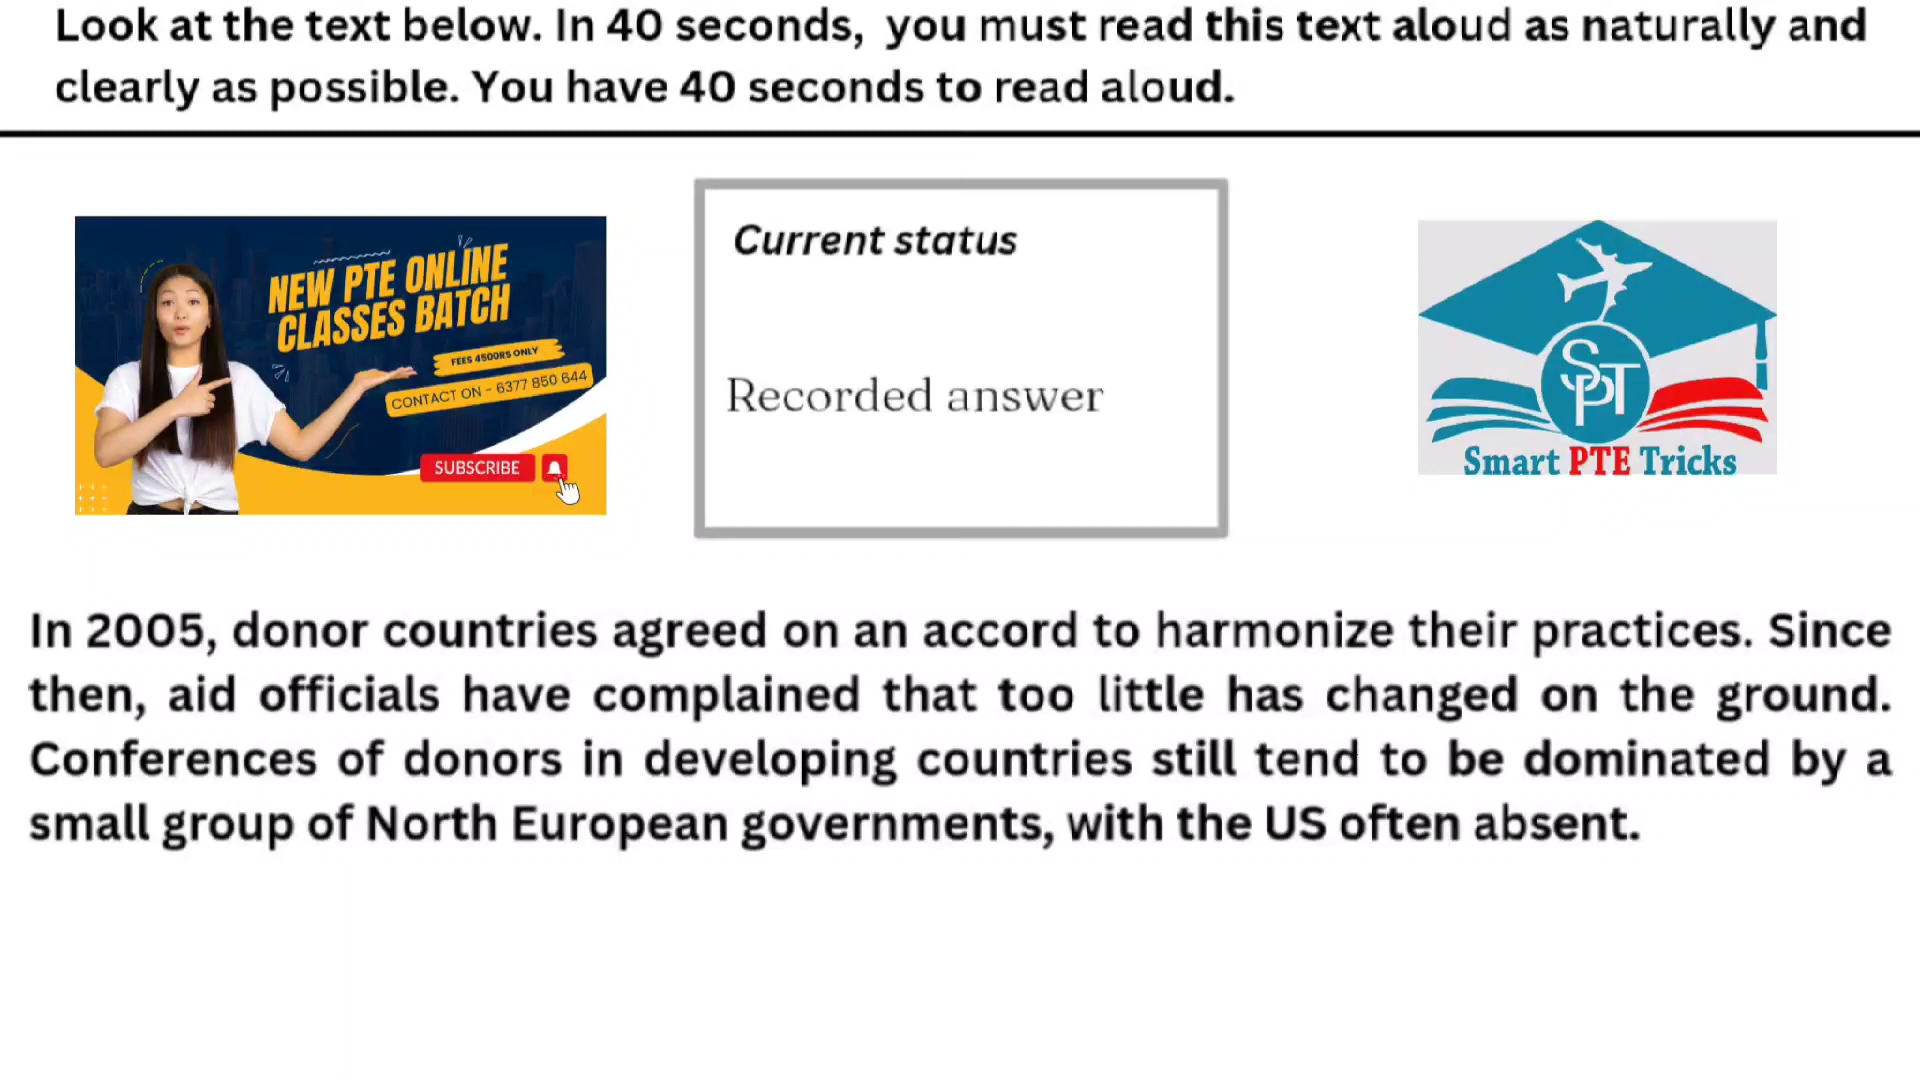 Look at the text below. In 40 seconds, you must read this text aloud as naturally and
clearly as possible. You have 40 seconds to read aloud.
NEW PTE ONLINE
CLASSES BATCH
FEES 4500RS ONLY
CONTACT ON - 6377 850 644
SUBSCRIBE
Current status
Recorded answer
SPT
Smart PTE Tricks
In 2005, donor countries agreed on an accord to harmonize their practices. Since
then, aid officials have complained that too little has changed on the ground.
Conferences of donors in developing countries still tend to be dominated by a
small group of North European governments, with the US often absent.